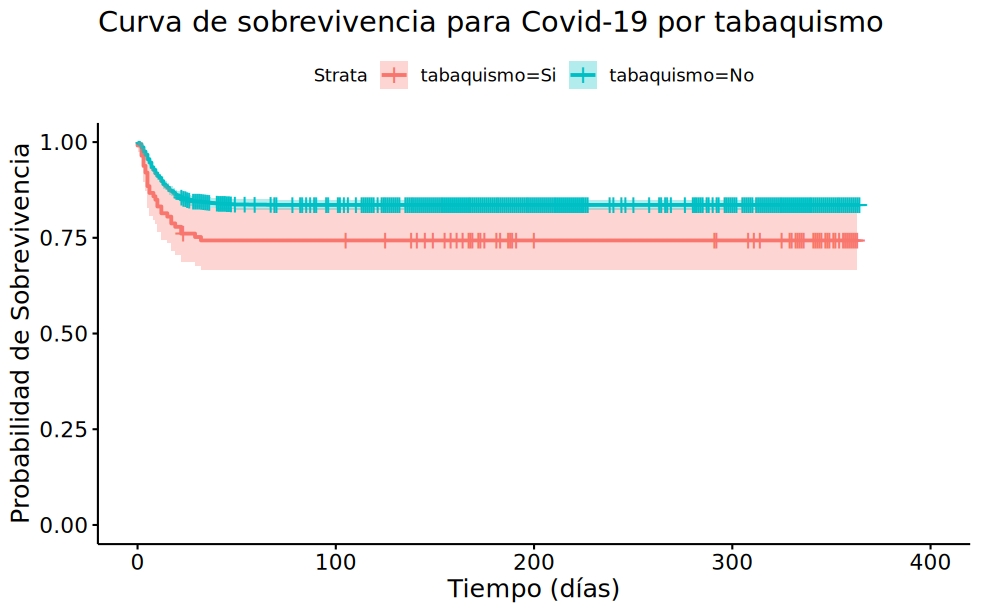 Curva de sobrevivencia para Covid-19 por tabaquismo
Strata tabaquismo=Si tabaquismo=No
Probabilidad de Sobrevivencia
1.00
0.75
0.50
0.25
0.00
0 100 200 300 400
Tiempo (días)